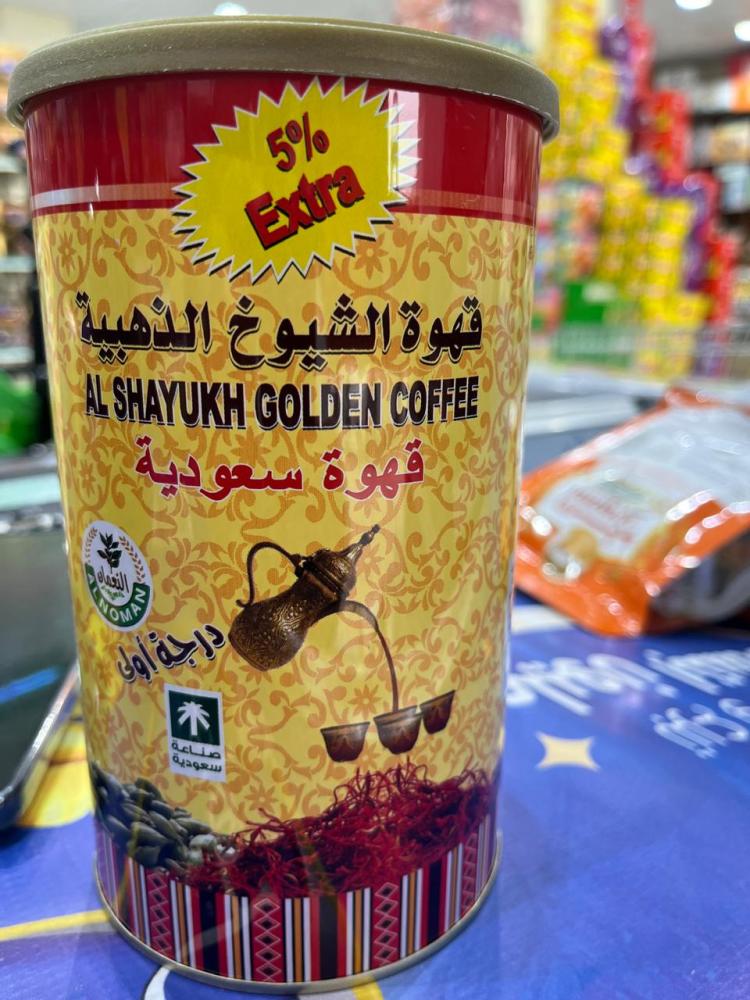 5%
Extra
قهوة الشيوخ الذهبية
AL SHAYUKH GOLDEN COFFEE
قهوة سعودية
النعمان
ALNOMAN
درجة أولى
صناعة
سعودية